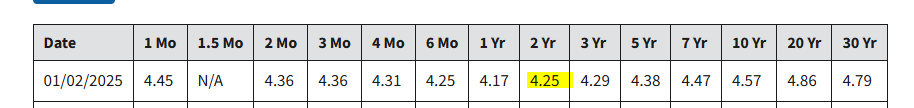 Date 1 Mo 1.5 Mo 2 Mo 3 Mo 4 Mo 6 Mo 1 Yr 2 Yr 3 Yr 5 Yr 7 Yr 10 Yr 20 Yr 30 Yr
01/02/2025 4.45 N/A 4.36 4.36 4.31 4.25 4.17 4.25 4.29 4.38 4.47 4.57 4.86 4.79